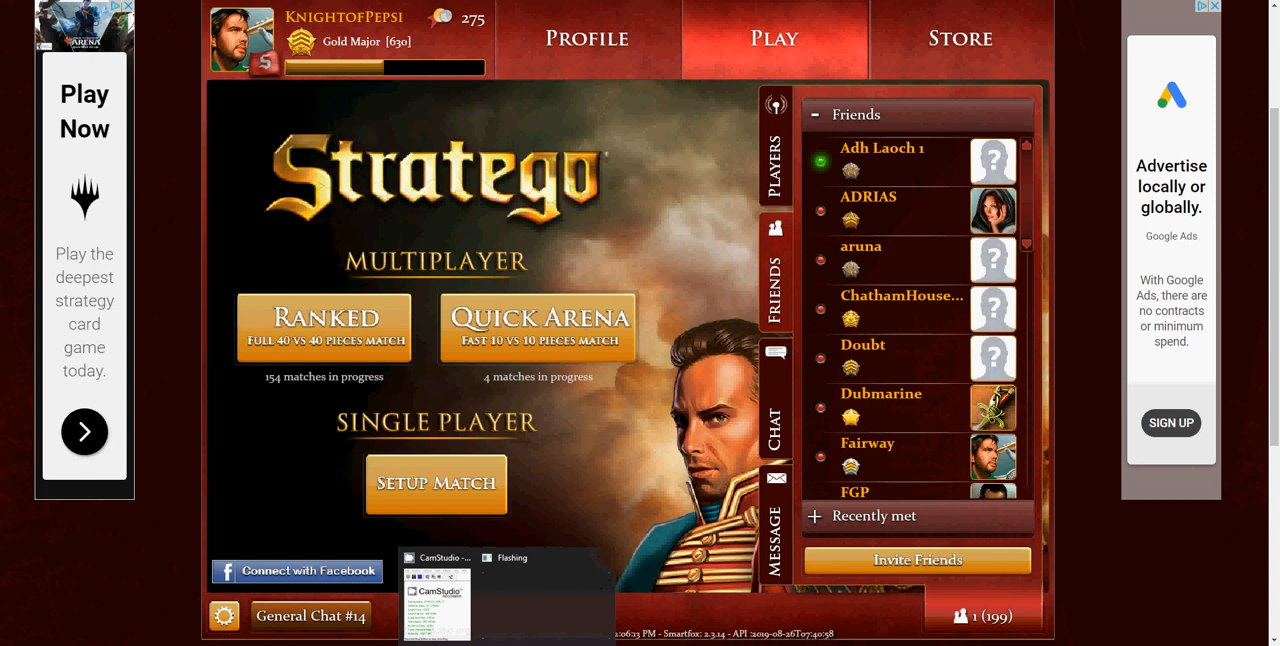 ARENA
Play
Now
Play the
deepest
strategy
card
game
today.
KnightofPepsi
275
Gold Major [630]
S
Profile
Play
Store
Stratego
Multiplayer
Ranked
Full 40 vs 40 pieces match
154 matches in progress
Quick Arena
Fast 10 vs 10 pieces match
4 matches in progress
Single Player
Setup Match
Connect with Facebook
General Chat #14
CamStudio -...
Flashing
CamStudio
1:06:13 PM - Smartfox: 2.3.14 - API :2019-08-26T07:40:58
Players
Friends
Chat
Message
Friends
Adh Laoch 1
ADRIAS
aruna
ChathamHouse...
Doubt
Dubmarine
Fairway
FGP
Recently met
Invite Friends
1 (199)
Advertise
locally or
globally.
Google Ads
With Google
Ads, there are
no contracts
or minimum
spend.
SIGN UP